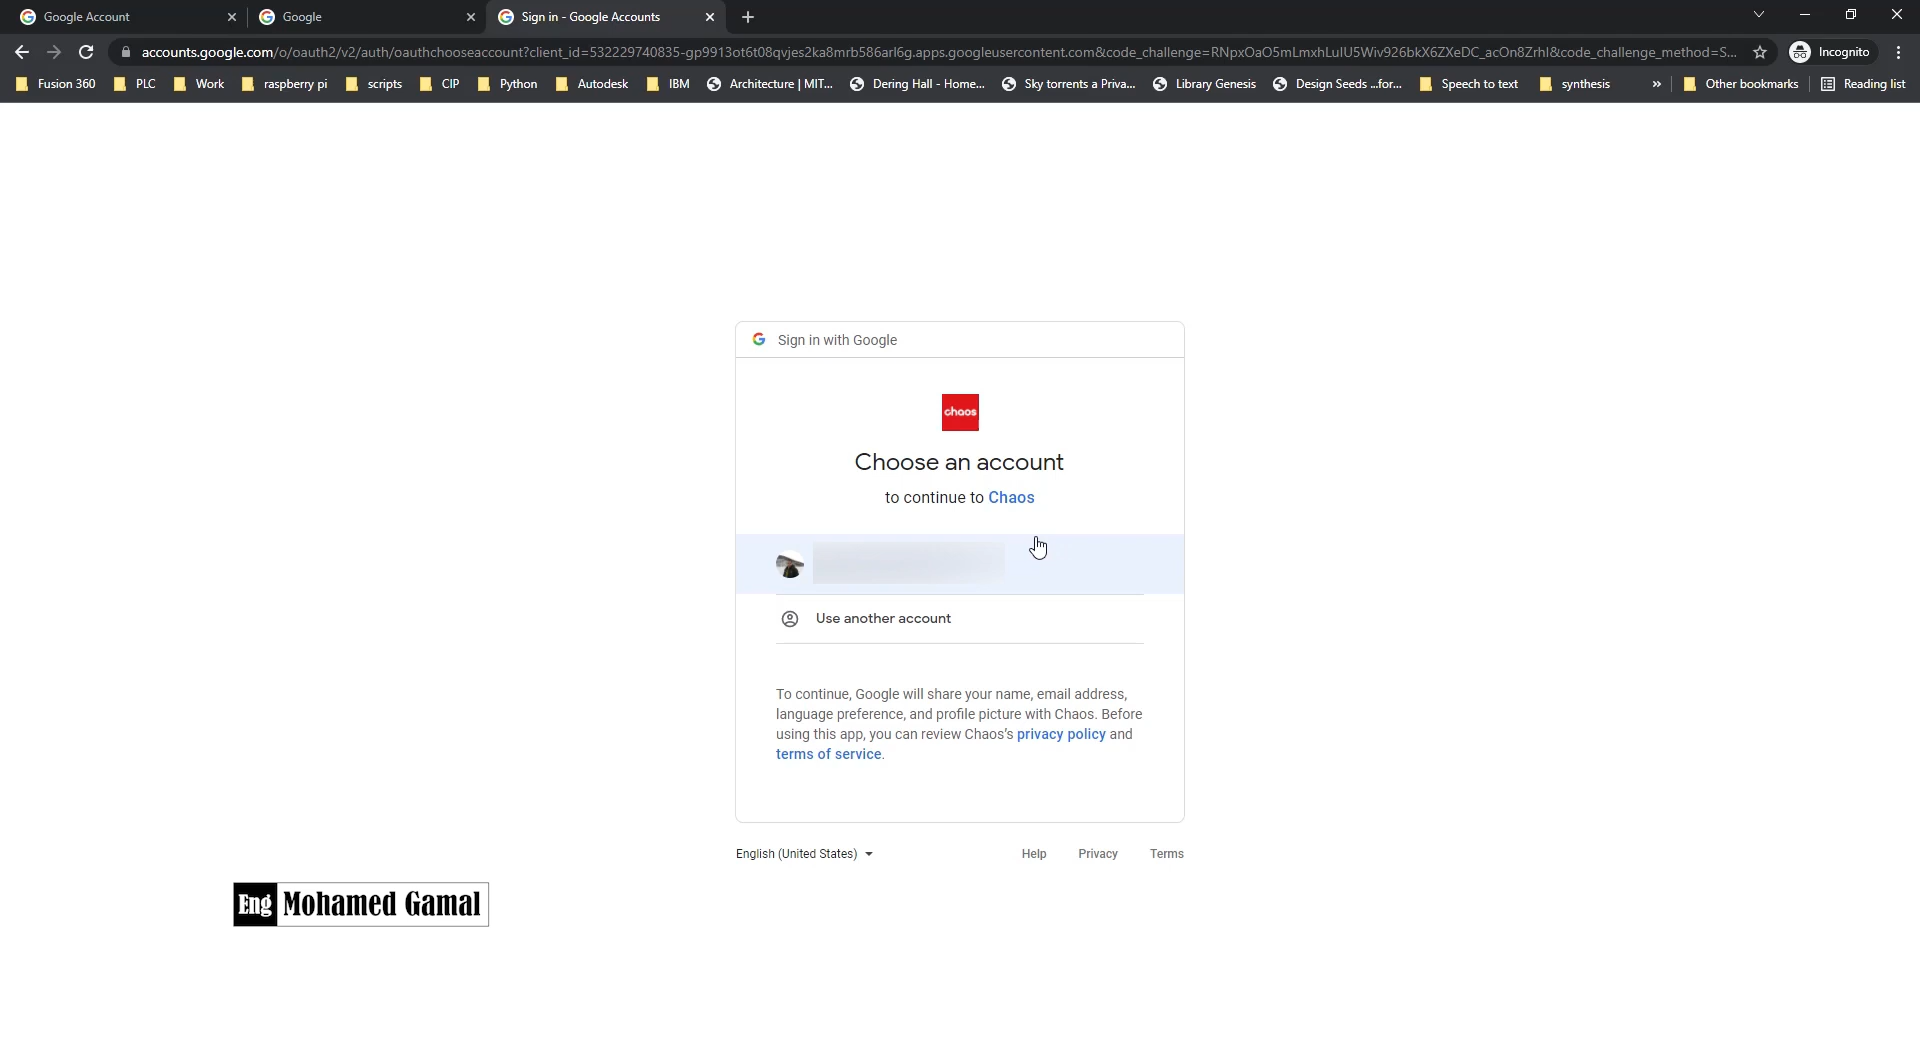 Google Account
Google
Sign in - Google Accounts
accounts.google.com/o/oauth2/v2/auth/oauthchooseaccount?client_id=532229740835-gp9913ot6t08qvjes2ka8mrb586arl6g.apps.googleusercontent.com&code_challenge=RNpxOaO5mLmxhLulU5Wiv926bkX6ZXeDC_acOn8Zrhl&code_challenge_method=S...
Incognito
Fusion 360
PLC
Work
raspberry pi
scripts
CIP
Python
Autodesk
IBM
Architecture | MIT...
Dering Hall - Home...
Sky torrents a Priva...
Library Genesis
Design Seeds ...for...
Speech to text
synthesis
»
Other bookmarks
Reading list
Sign in with Google
chaos
Choose an account
to continue to Chaos
Use another account
To continue, Google will share your name, email address,
language preference, and profile picture with Chaos. Before
using this app, you can review Chaos's privacy policy and
terms of service.
English (United States)
Help
Privacy
Terms
Eng Mohamed Gamal